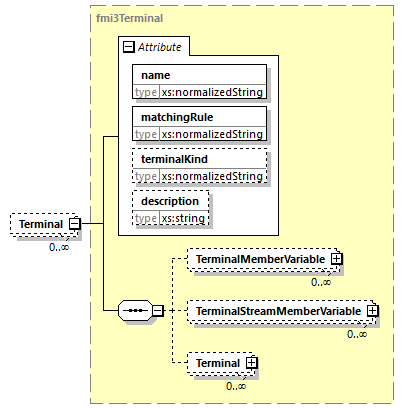 fmi3Terminal
Attribute
name
type xs:normalizedString
matchingRule
type xs:normalizedString
terminalKind
type xs:normalizedString
description
type xs:string
Terminal
0..∞
TerminalMemberVariable
0..∞
TerminalStreamMemberVariable
0..∞
Terminal
0..∞